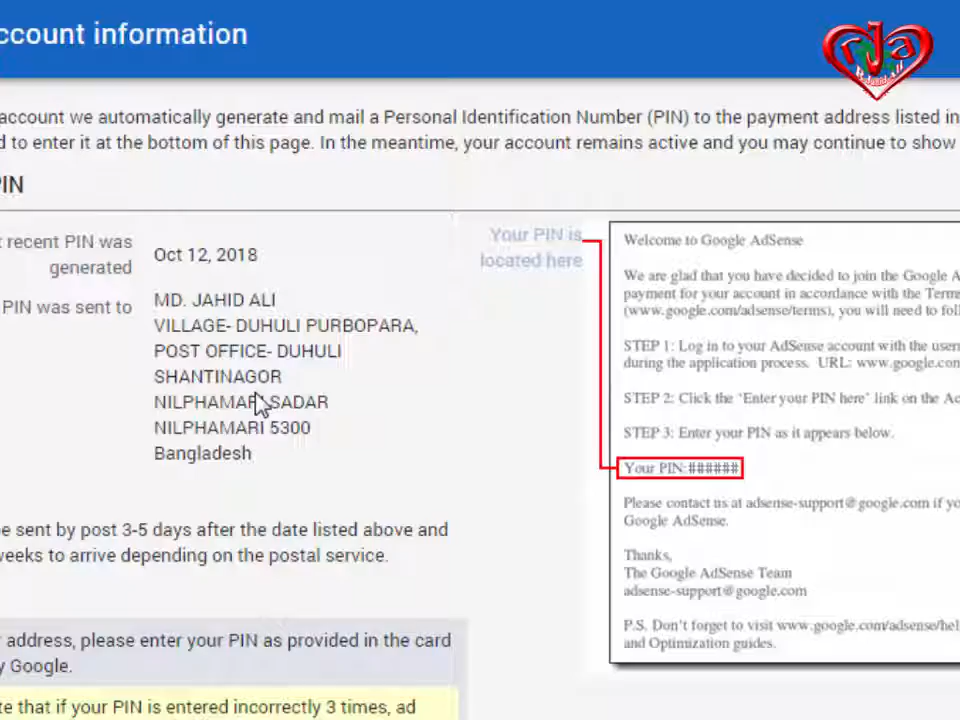 ccount information
rJa
account we automatically generate and mail a Personal Identification Number (PIN) to the payment address listed in
d to enter it at the bottom of this page. In the meantime, your account remains active and you may continue to show
PIN
t recent PIN was generated
Oct 12, 2018
PIN was sent to
MD. JAHID ALI
VILLAGE- DUHULI PURBOPARA,
POST OFFICE- DUHULI
SHANTINAGOR
NILPHAMARI SADAR
NILPHAMARI 5300
Bangladesh
e sent by post 3-5 days after the date listed above and
weeks to arrive depending on the postal service.
r address, please enter your PIN as provided in the card
y Google.
te that if your PIN is entered incorrectly 3 times, ad
Your PIN is
located here
Welcome to Google AdSense
We are glad that you have decided to join the Google A
payment for your account in accordance with the Terms
(www.google.com/adsense/terms), you will need to foll
STEP 1: Log in to your AdSense account with the usern
during the application process. URL: www.google.com
STEP 2: Click the 'Enter your PIN here' link on the Ac
STEP 3: Enter your PIN as it appears below.
Your PIN:######
Please contact us at adsense-support@google.com if yo
Google AdSense.
Thanks,
The Google AdSense Team
adsense-support@google.com
P.S. Don't forget to visit www.google.com/adsense/hel
and Optimization guides.